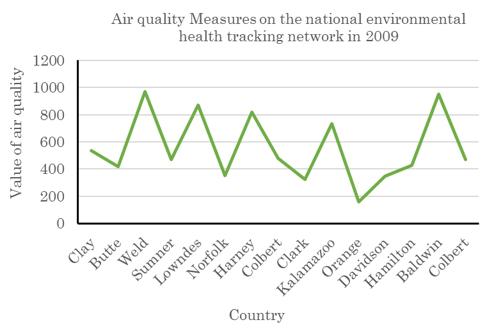 Air quality Measures on the national environmental
health tracking network in 2009
Value of air quality
1200
1000
800
600
400
200
0
Clay
Butte
Weld
Sumner
Lowndes
Norfolk
Harney
Colbert
Clark
Kalamazoo
Orange
Davidson
Hamilton
Baldwin
Colbert
Country